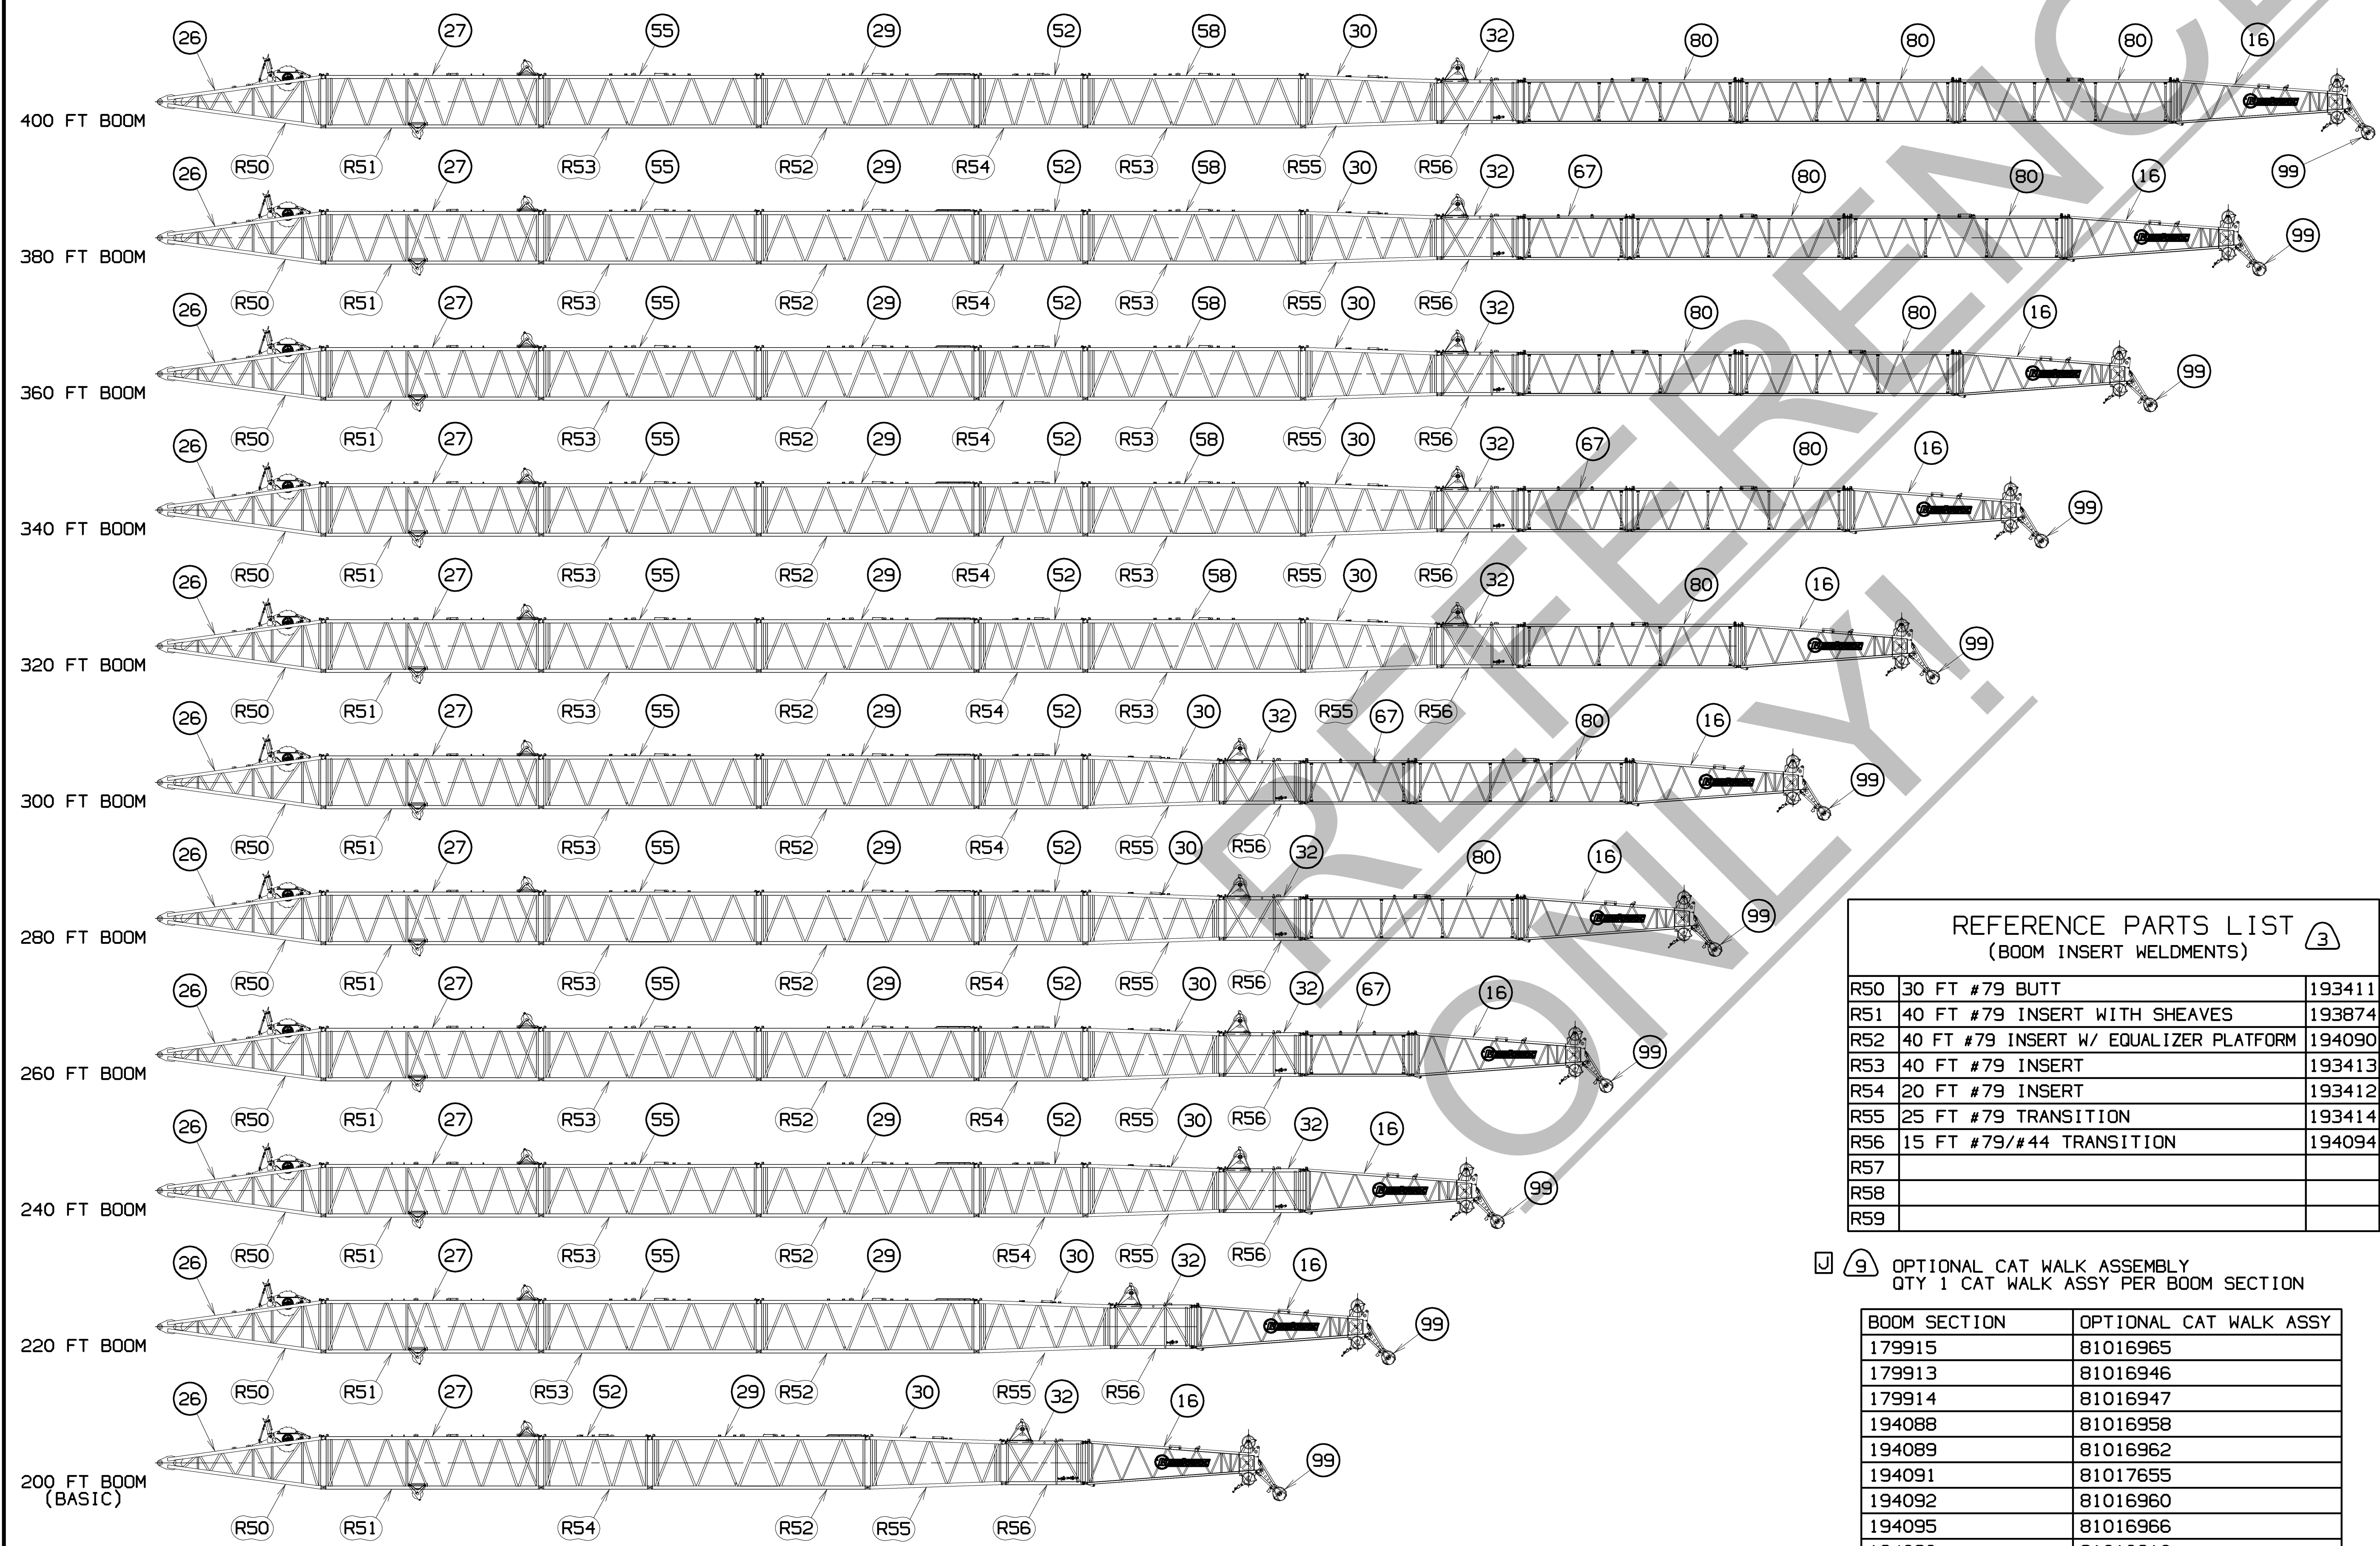 26 27 55 29 52 58 30 32 80 80 80 16
400 FT BOOM
R50 R51 R53 R52 R54 R53 R55 R56 99
26 27 55 29 52 58 30 32 67 80 80 16
380 FT BOOM 99
R50 R51 R53 R52 R54 R53 R55 R56
26 27 55 29 52 58 30 32 80 80 16
360 FT BOOM 99
R50 R51 R53 R52 R54 R53 R55 R56
26 27 55 29 52 58 30 32 67 80 16
340 FT BOOM 99
R50 R51 R53 R52 R54 R53 R55 R56
26 27 55 29 52 58 30 32 80 16
320 FT BOOM 99
R50 R51 R53 R52 R54 R53 R55 R56
26 27 55 29 52 30 32 67 80 16
300 FT BOOM 99
R50 R51 R53 R52 R54 R55 R56
26 27 55 29 52 30 32 80 16
280 FT BOOM 99
R50 R51 R53 R52 R54 R55 R56
26 27 55 29 52 30 32 67 16
260 FT BOOM 99
R50 R51 R53 R52 R54 R55 R56
26 27 55 29 52 30 32 16
240 FT BOOM 99
R50 R51 R53 R52 R54 R55 R56
26 27 55 29 30 32 16
220 FT BOOM 99
R50 R51 R53 R52 R55 R56
26 27 52 29 30 32 16
200 FT BOOM 99
(BASIC)
R50 R51 R54 R52 R55 R56
REFERENCE
ONLY!
REFERENCE PARTS LIST 3
(BOOM INSERT WELDMENTS)
R50 30 FT #79 BUTT 193411
R51 40 FT #79 INSERT WITH SHEAVES 193874
R52 40 FT #79 INSERT W/ EQUALIZER PLATFORM 194090
R53 40 FT #79 INSERT 193413
R54 20 FT #79 INSERT 193412
R55 25 FT #79 TRANSITION 193414
R56 15 FT #79/#44 TRANSITION 194094
R57
R58
R59
J 9 OPTIONAL CAT WALK ASSEMBLY
QTY 1 CAT WALK ASSY PER BOOM SECTION
BOOM SECTION OPTIONAL CAT WALK ASSY
179915 81016965
179913 81016946
179914 81016947
194088 81016958
194089 81016962
194091 81017655
194092 81016960
194095 81016966